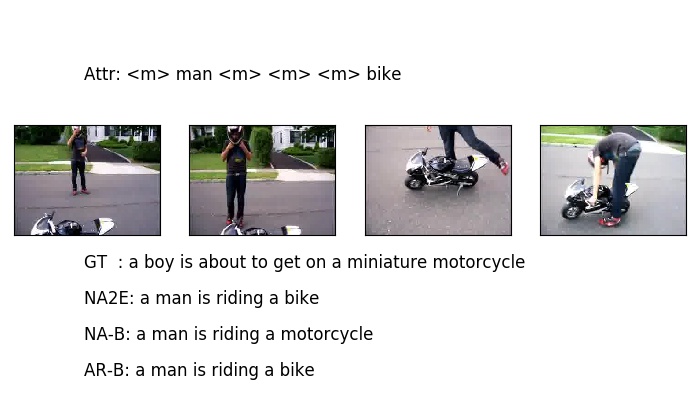 Attr: <m> man <m> <m> <m> bike
GT : a boy is about to get on a miniature motorcycle
NA2E: a man is riding a bike
NA-B: a man is riding a motorcycle
AR-B: a man is riding a bike